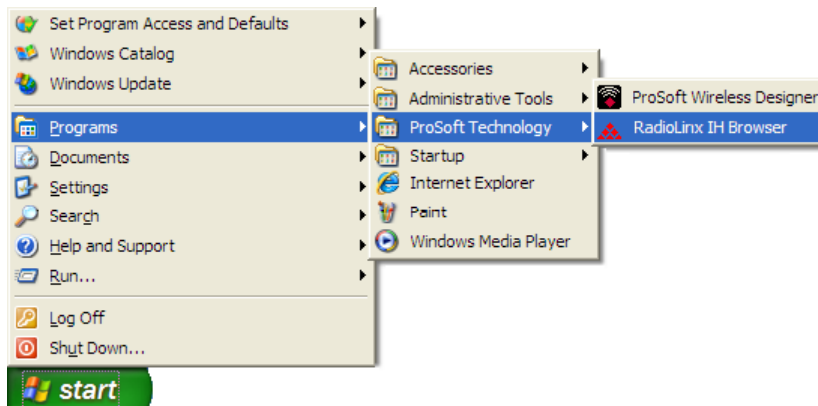 Set Program Access and Defaults
Windows Catalog
Windows Update
Programs
Documents
Settings
Search
Help and Support
Run...
Log Off
Shut Down...
start
Accessories
Administrative Tools
ProSoft Technology
Startup
Internet Explorer
Paint
Windows Media Player
ProSoft Wireless Designer
RadioLinx IH Browser